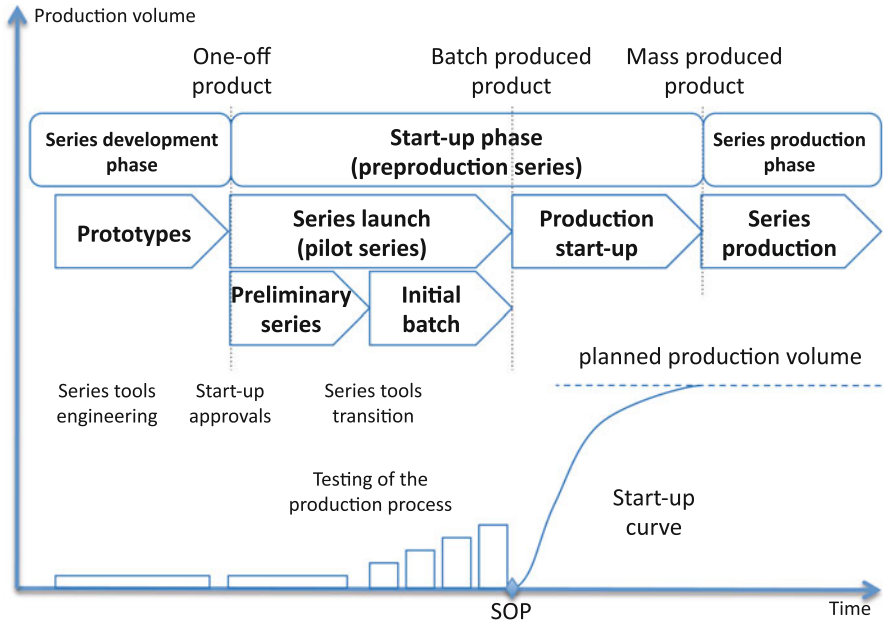 Production volume
One-off
product
Batch produced
product
Mass produced
product
Series development
phase
Start-up phase
(preproduction series)
Series production
phase
Prototypes
Series launch
(pilot series)
Production
start-up
Series
production
Preliminary
series
Initial
batch
planned production volume
Series tools
engineering
Start-up
approvals
Series tools
transition
Testing of the
production process
Start-up
curve
SOP
Time